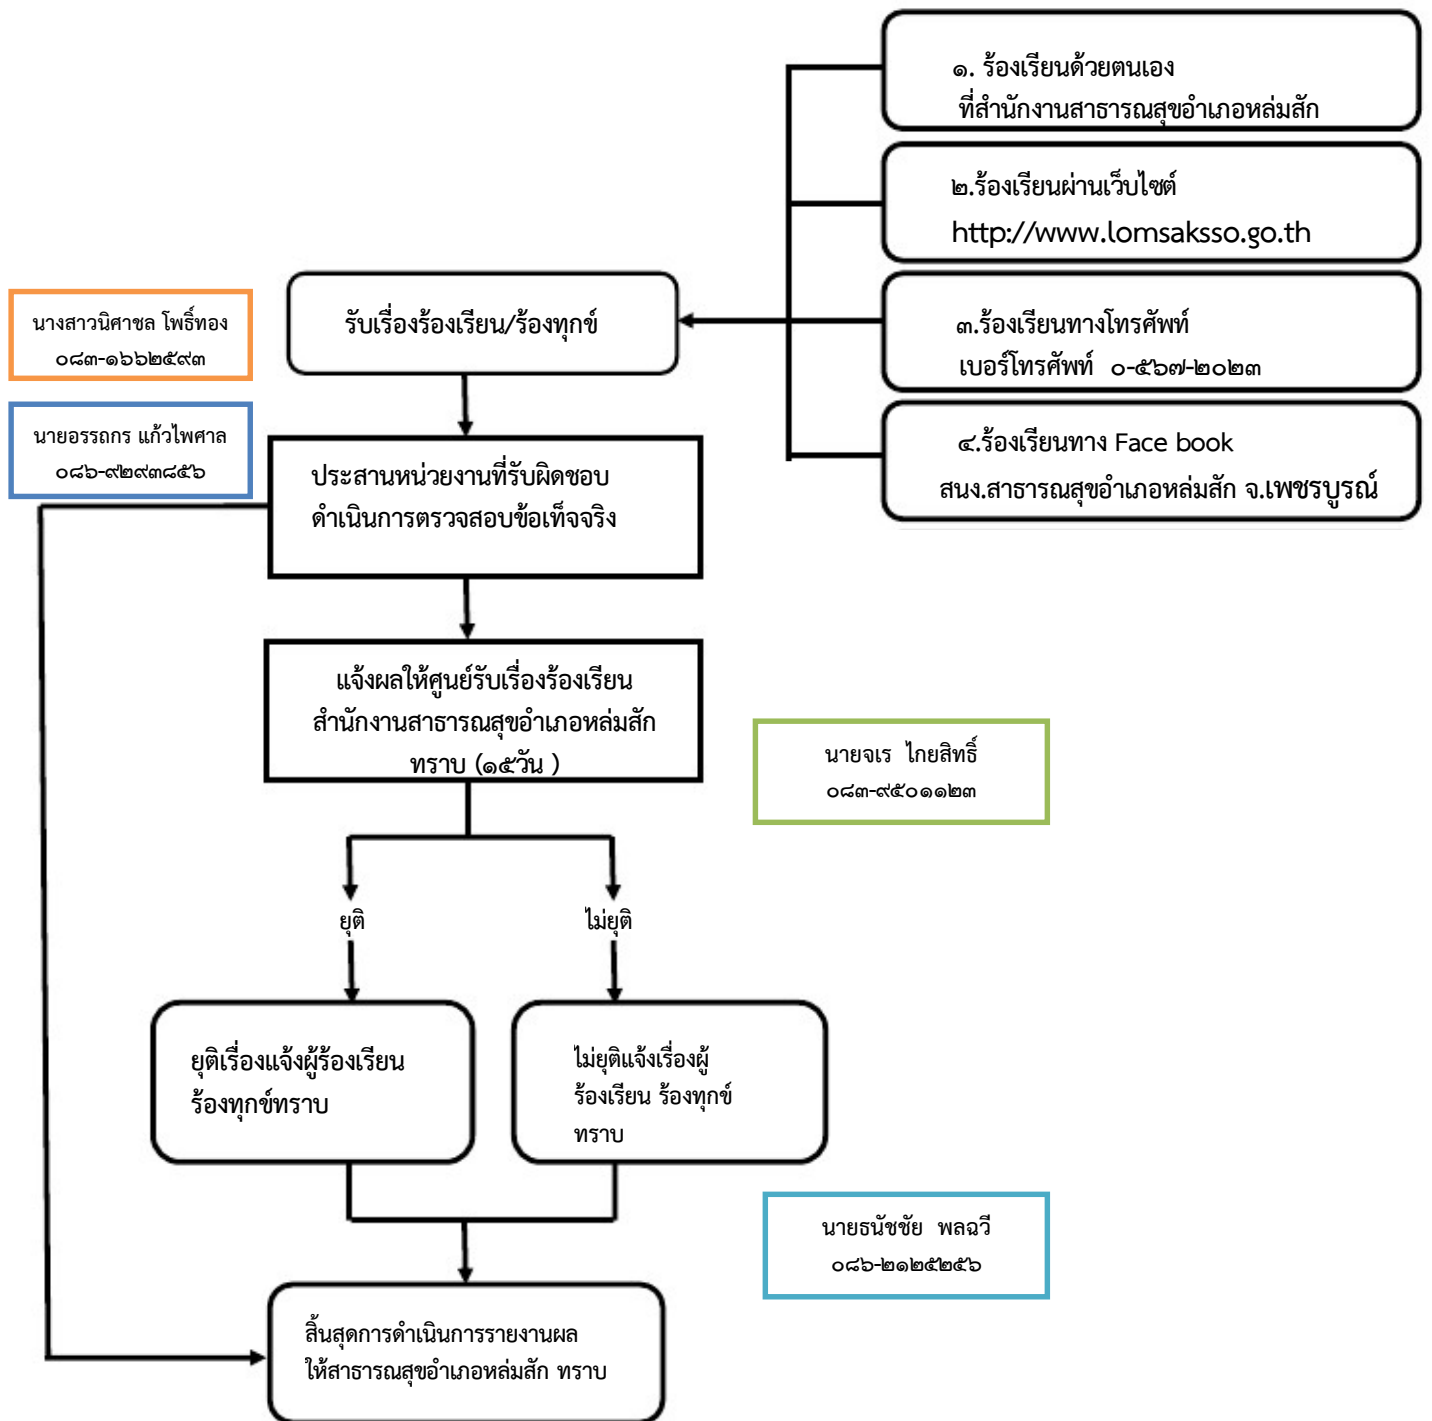 ๑. ร้องเรียนด้วยตนเอง
ที่สำนักงานสาธารณสุขอำเภอหล่มสัก
๒.ร้องเรียนผ่านเว็บไซต์
http://www.lomsaksso.go.th
๓.ร้องเรียนทางโทรศัพท์
เบอร์โทรศัพท์ ๐-๕๖๗-๒๐๒๓
๔.ร้องเรียนทาง Face book
สนง.สาธารณสุขอำเภอหล่มสัก จ.เพชรบูรณ์
รับเรื่องร้องเรียน/ร้องทุกข์
นางสาวนิศาชล โพธิ์ทอง
๐๘๓-๑๖๖๒๕๙๓
นายอรรถกร แก้วไพศาล
๐๘๖-๙๒๙๓๘๕๖
ประสานหน่วยงานที่รับผิดชอบ
ดำเนินการตรวจสอบข้อเท็จจริง
แจ้งผลให้ศูนย์รับเรื่องร้องเรียน
สำนักงานสาธารณสุขอำเภอหล่มสัก
ทราบ (๑๕วัน )
นายจเร ไกยสิทธิ์
๐๘๓-๙๕๐๑๑๒๓
ยุติ
ไม่ยุติ
ยุติเรื่องแจ้งผู้ร้องเรียน
ร้องทุกข์ทราบ
ไม่ยุติแจ้งเรื่องผู้
ร้องเรียน ร้องทุกข์
ทราบ
นายธนัชชัย พลฉวี
๐๘๖-๒๑๒๕๒๕๖
สิ้นสุดการดำเนินการรายงานผล
ให้สาธารณสุขอำเภอหล่มสัก ทราบ